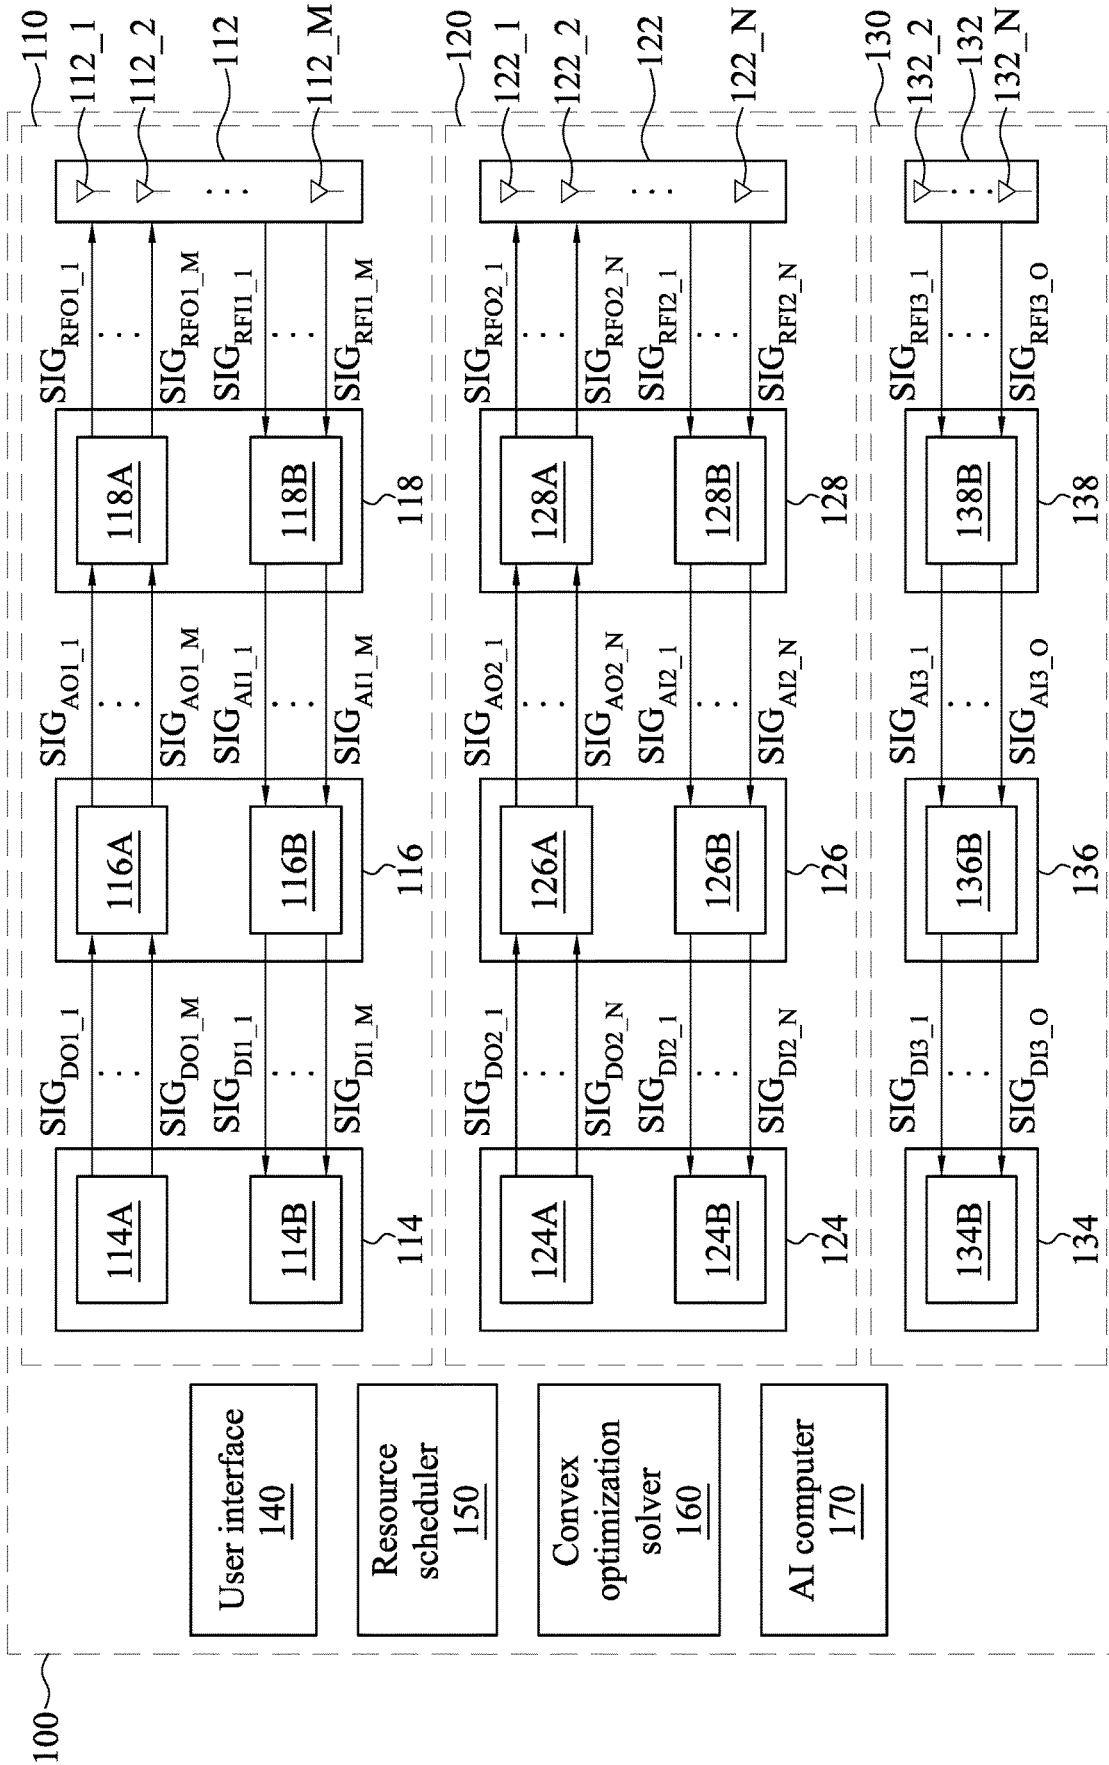 100
User interface
140
Resource
scheduler
150
Convex
optimization
solver
160
AI computer
170
110
114A
114B
114
SIGDO1_1
. . .
SIGDO1_M
SIGDI1_1
. . .
SIGDI1_M
116A
116B
116
SIGAO1_1
. . .
SIGAO1_M
SIGAI1_1
. . .
SIGAI1_M
118A
118B
118
SIGRFO1_1
. . .
SIGRFO1_M
SIGRFI1_1
. . .
SIGRFI1_M
. . .
112_1
112_2
112
112_M
120
124A
124B
124
SIGDO2_1
. . .
SIGDO2_N
SIGDI2_1
. . .
SIGDI2_N
126A
126B
126
SIGAO2_1
. . .
SIGAO2_N
SIGAI2_1
. . .
SIGAI2_N
128A
128B
128
SIGRFO2_1
. . .
SIGRFO2_N
SIGRFI2_1
. . .
SIGRFI2_N
. . .
122_1
122_2
122
122_N
130
134B
134
SIGDI3_1
. . .
SIGDI3_O
136B
136
SIGAI3_1
. . .
SIGAI3_O
138B
138
SIGRFI3_1
. . .
SIGRFI3_O
. . .
132_2
132
132_N